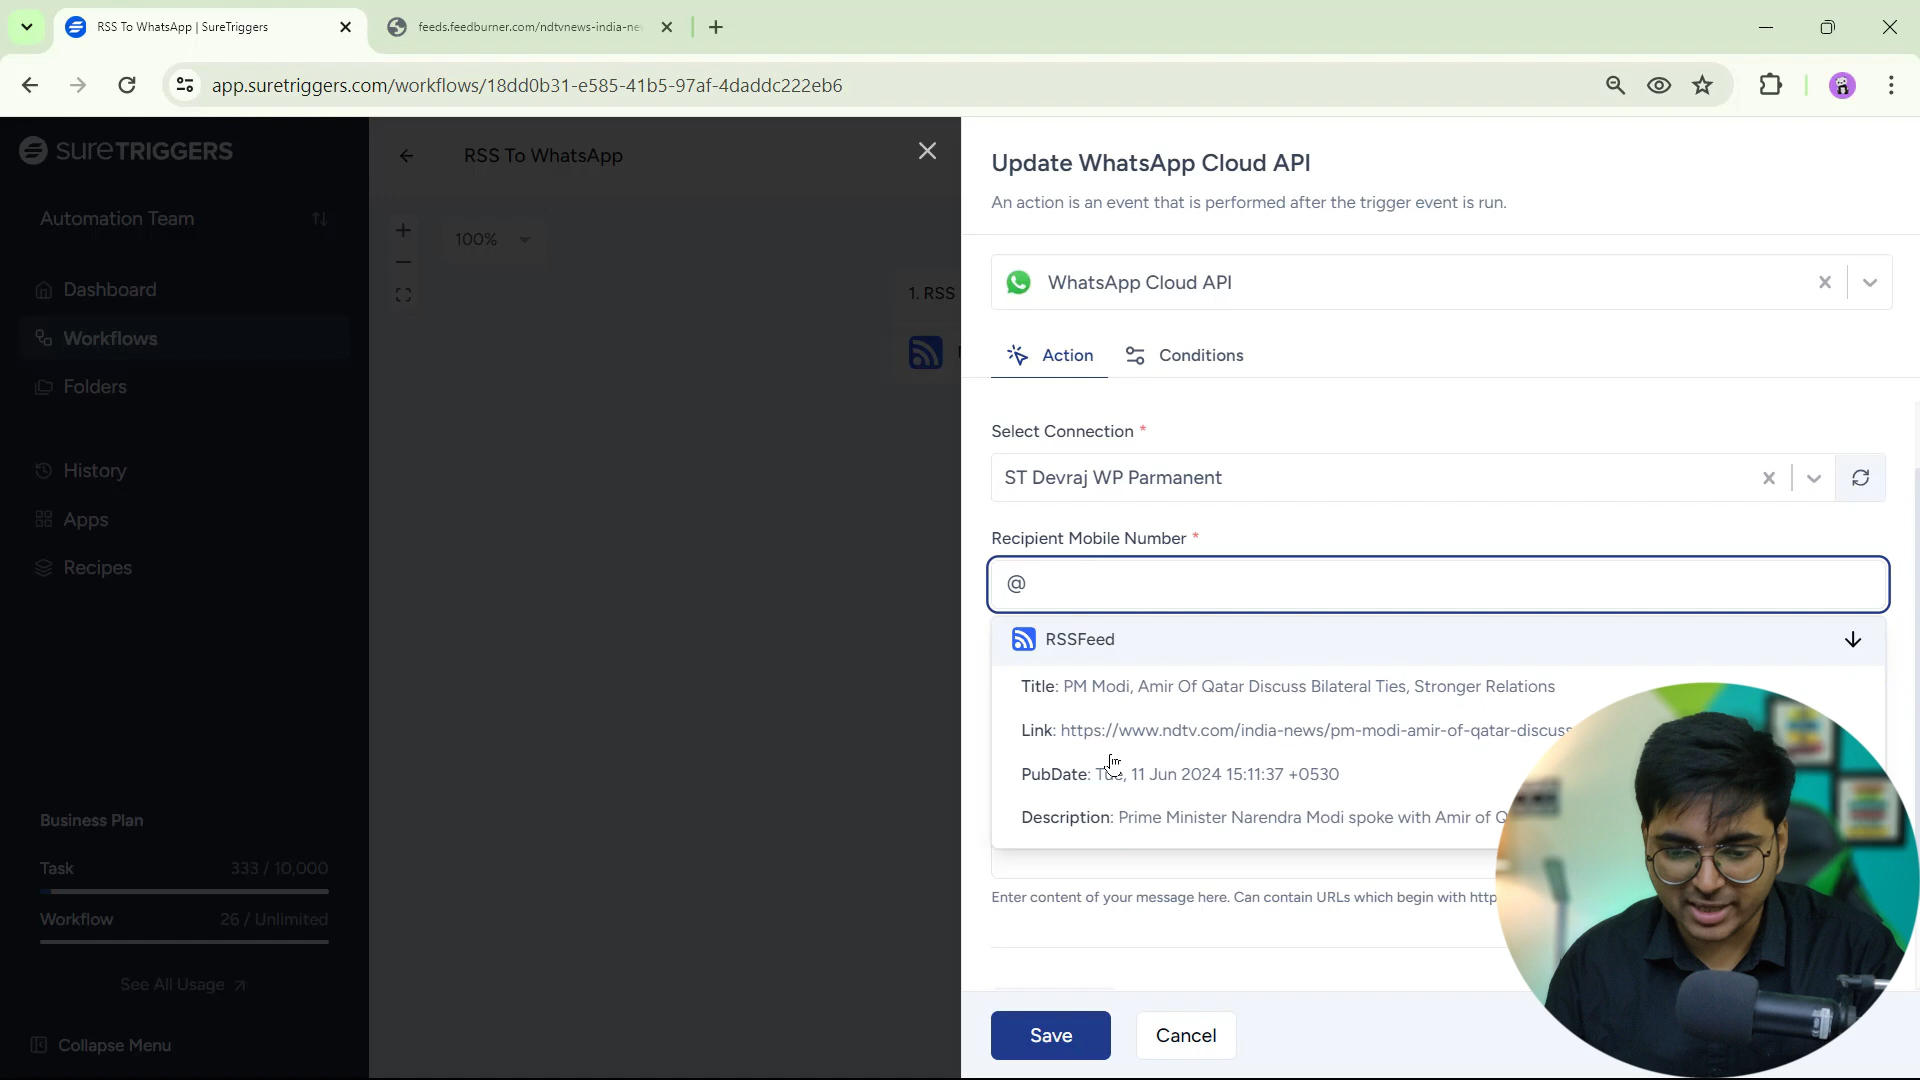 RSS To WhatsApp | SureTriggers
feeds.feedburner.com/ndtvnews-india-ne
app.suretriggers.com/workflows/18dd0b31-e585-41b5-97af-4daddc222eb6
SURETRIGGERS
Automation Team
Dashboard
Workflows
Folders
History
Apps
Recipes
Business Plan
Task 333 / 10,000
Workflow 26 / Unlimited
See All Usage
Collapse Menu
RSS To WhatsApp
100%
1. RSS
Update WhatsApp Cloud API
An action is an event that is performed after the trigger event is run.
WhatsApp Cloud API
Action Conditions
Select Connection *
ST Devraj WP Parmanent
Recipient Mobile Number *
@
RSSFeed
Title: PM Modi, Amir Of Qatar Discuss Bilateral Ties, Stronger Relations
Link: https://www.ndtv.com/india-news/pm-modi-amir-of-qatar-discuss
PubDate: Tue, 11 Jun 2024 15:11:37 +0530
Description: Prime Minister Narendra Modi spoke with Amir of Q
Enter content of your message here. Can contain URLs which begin with http
Save Cancel